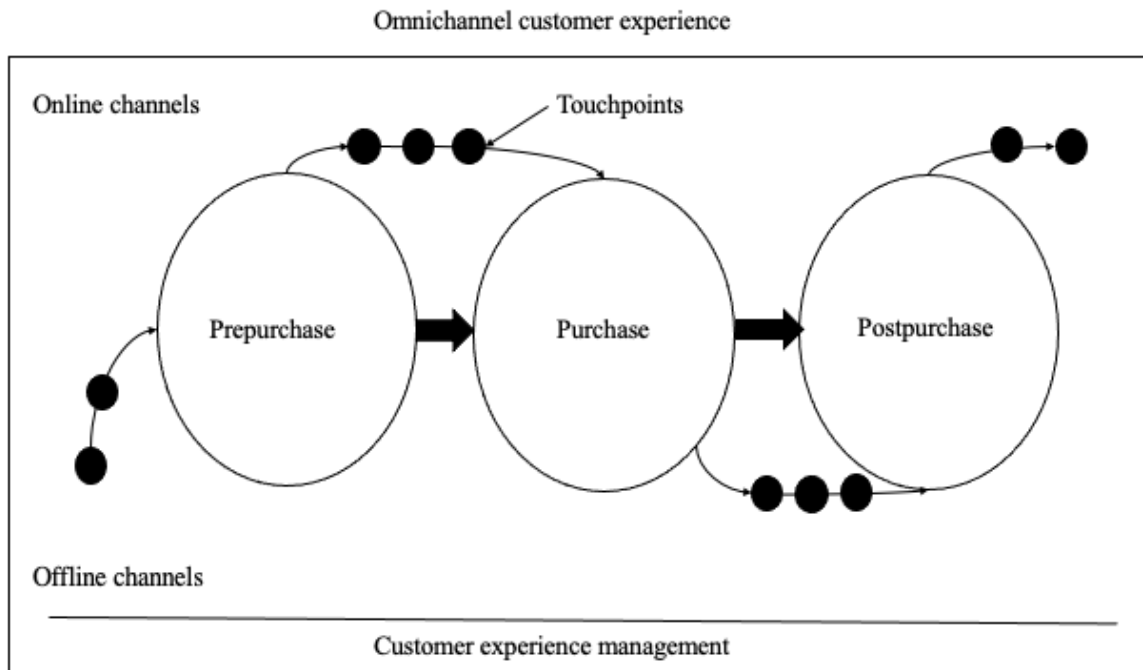 Omnichannel customer experience
Online channels
Touchpoints
Prepurchase
Purchase
Postpurchase
Offline channels
Customer experience management